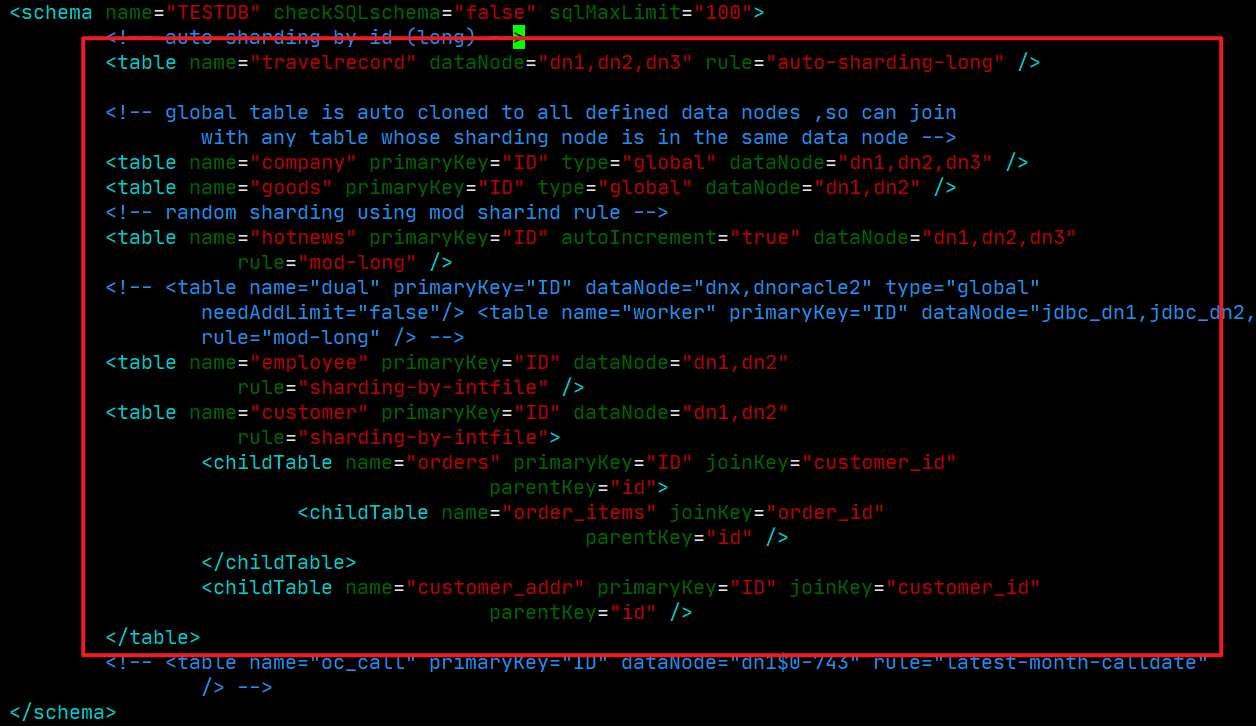 <schema name="TESTDB" checkSQLschema="false" sqlMaxLimit="100">
<!-- auto sharding by id (long) -->
<table name="travelrecord" dataNode="dn1,dn2,dn3" rule="auto-sharding-long" />
<!-- global table is auto cloned to all defined data nodes ,so can join
with any table whose sharding node is in the same data node -->
<table name="company" primaryKey="ID" type="global" dataNode="dn1,dn2,dn3" />
<table name="goods" primaryKey="ID" type="global" dataNode="dn1,dn2" />
<!-- random sharding using mod sharind rule -->
<table name="hotnews" primaryKey="ID" autoIncrement="true" dataNode="dn1,dn2,dn3"
rule="mod-long" />
<!-- <table name="dual" primaryKey="ID" dataNode="dnx,dnoracle2" type="global"
needAddLimit="false"/> <table name="worker" primaryKey="ID" dataNode="jdbc_dn1,jdbc_dn2,
rule="mod-long" /> -->
<table name="employee" primaryKey="ID" dataNode="dn1,dn2"
rule="sharding-by-intfile" />
<table name="customer" primaryKey="ID" dataNode="dn1,dn2"
rule="sharding-by-intfile">
<childTable name="orders" primaryKey="ID" joinKey="customer_id"
parentKey="id">
<childTable name="order_items" joinKey="order_id"
parentKey="id" />
</childTable>
<childTable name="customer_addr" primaryKey="ID" joinKey="customer_id"
parentKey="id" />
</table>
<!-- <table name="oc_call" primaryKey="ID" dataNode="dn1$0-743" rule="latest-month-calldate"
/> -->
</schema>